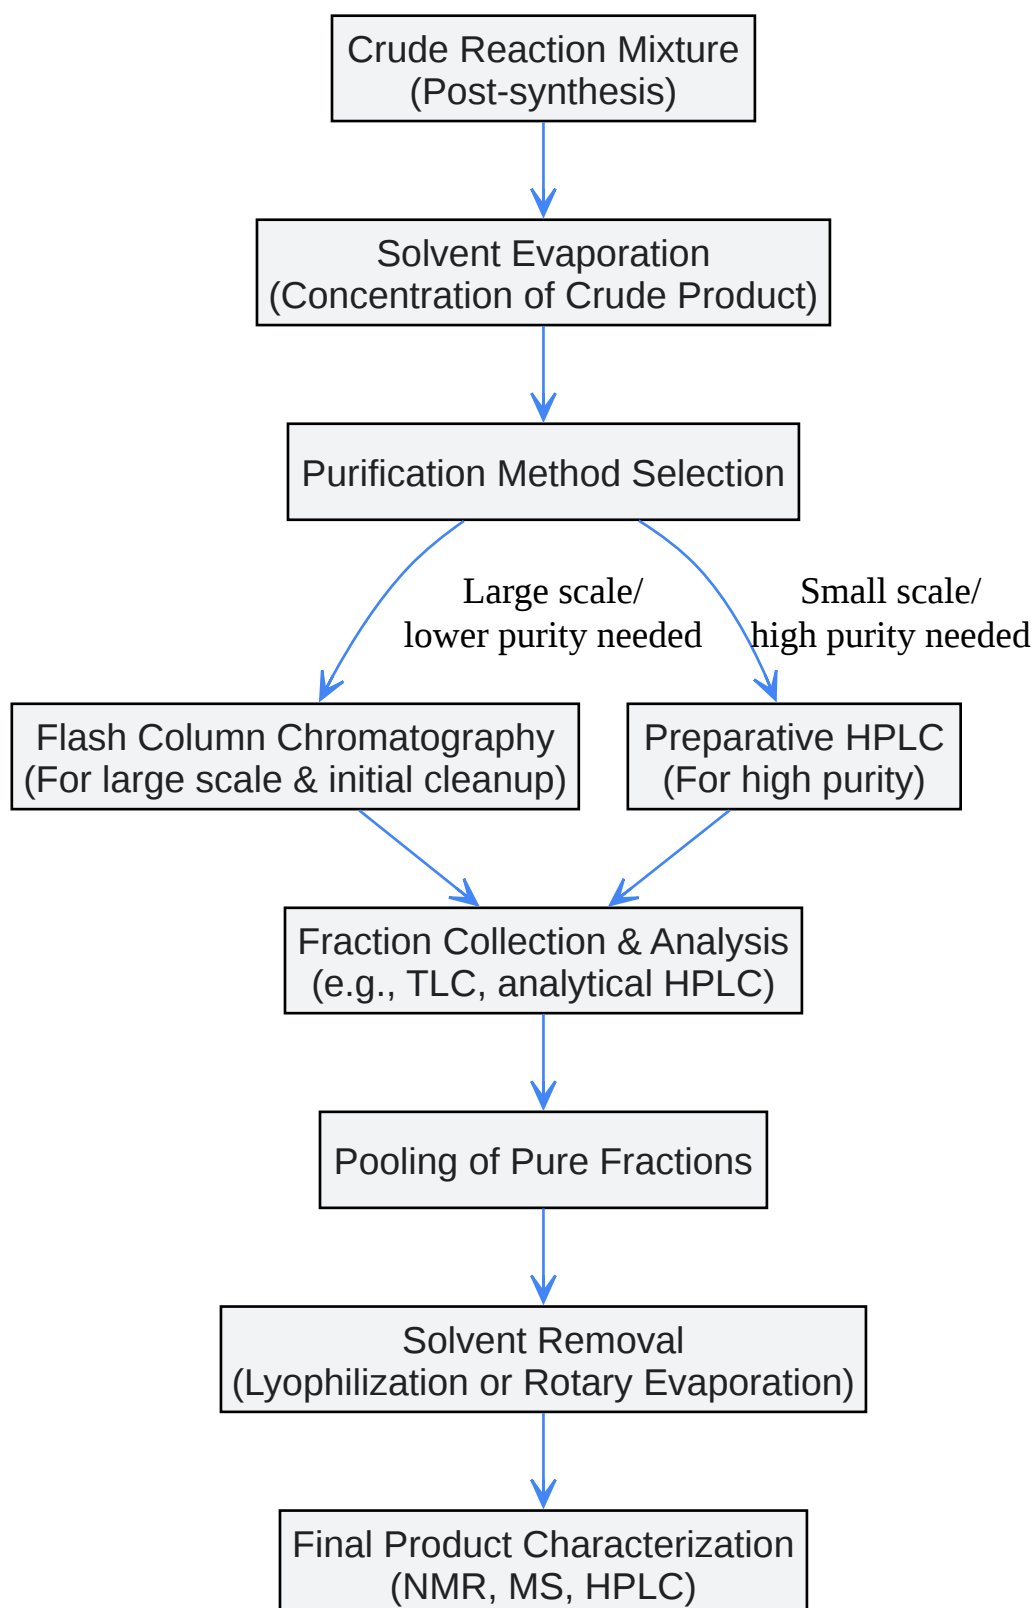 Crude Reaction Mixture
(Post-synthesis)
Solvent Evaporation
(Concentration of Crude Product)
Purification Method Selection
Large scale/
lower purity needed
Small scale/
high purity needed
Flash Column Chromatography
(For large scale & initial cleanup)
Preparative HPLC
(For high purity)
Fraction Collection & Analysis
(e.g., TLC, analytical HPLC)
Pooling of Pure Fractions
Solvent Removal
(Lyophilization or Rotary Evaporation)
Final Product Characterization
(NMR, MS, HPLC)